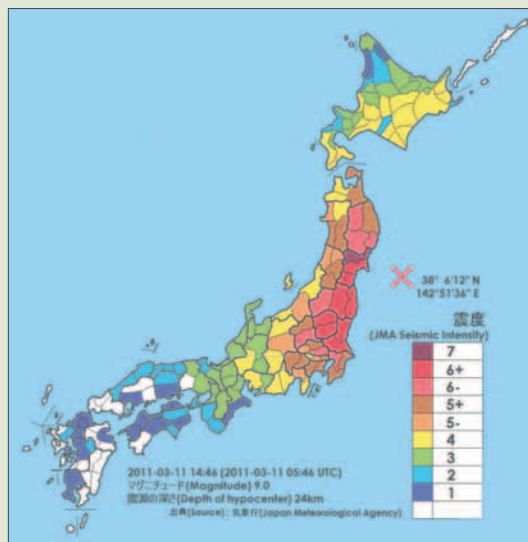 38° 6'12" N
142°51'36" E
震度
(JMA Seismic Intensity)
7
6+
6-
5+
5-
4
3
2
1
2011-03-11 14:46 (2011-03-11 05:46 UTC)
マグニチュード(Magnitude) 9.0
震源の深さ(Depth of hypocenter) 24km
出典(Source) : 気象庁(Japan Meteorological Agency)